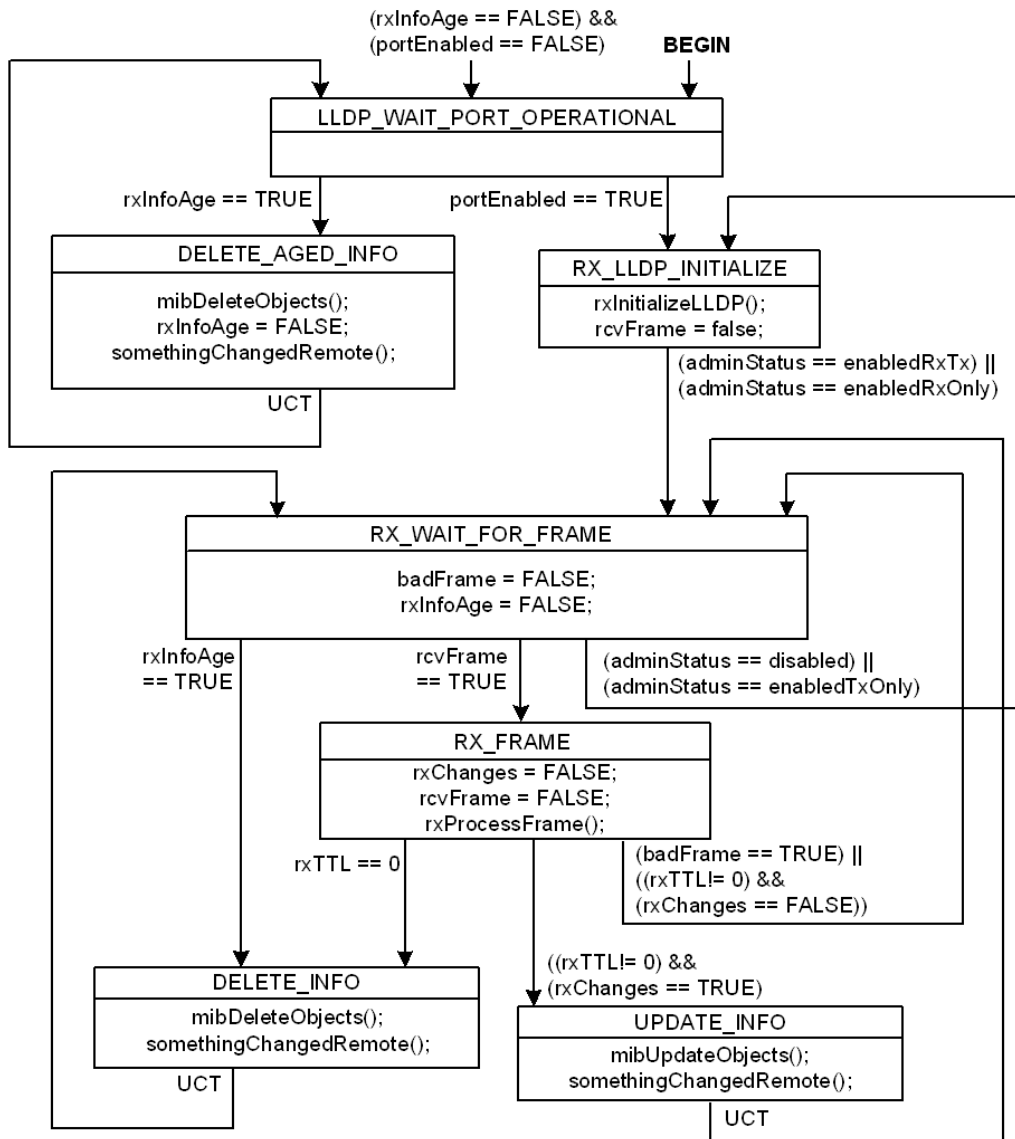 (rxInfoAge == FALSE) &&
(portEnabled == FALSE)
BEGIN
LLDP_WAIT_PORT_OPERATIONAL
rxInfoAge == TRUE
portEnabled == TRUE
DELETE_AGED_INFO
mibDeleteObjects();
rxInfoAge = FALSE;
somethingChangedRemote();
UCT
RX_LLDP_INITIALIZE
rxInitializeLLDP();
rcvFrame = false;
(adminStatus == enabledRxTx) ||
(adminStatus == enabledRxOnly)
RX_WAIT_FOR_FRAME
badFrame = FALSE;
rxInfoAge = FALSE;
rxInfoAge
== TRUE
rcvFrame
== TRUE
(adminStatus == disabled) ||
(adminStatus == enabledTxOnly)
RX_FRAME
rxChanges = FALSE;
rcvFrame = FALSE;
rxProcessFrame();
rxTTL == 0
(badFrame == TRUE) ||
((rxTTL!= 0) &&
(rxChanges == FALSE))
((rxTTL!= 0) &&
(rxChanges == TRUE)
DELETE_INFO
mibDeleteObjects();
somethingChangedRemote();
UCT
UPDATE_INFO
mibUpdateObjects();
somethingChangedRemote();
UCT